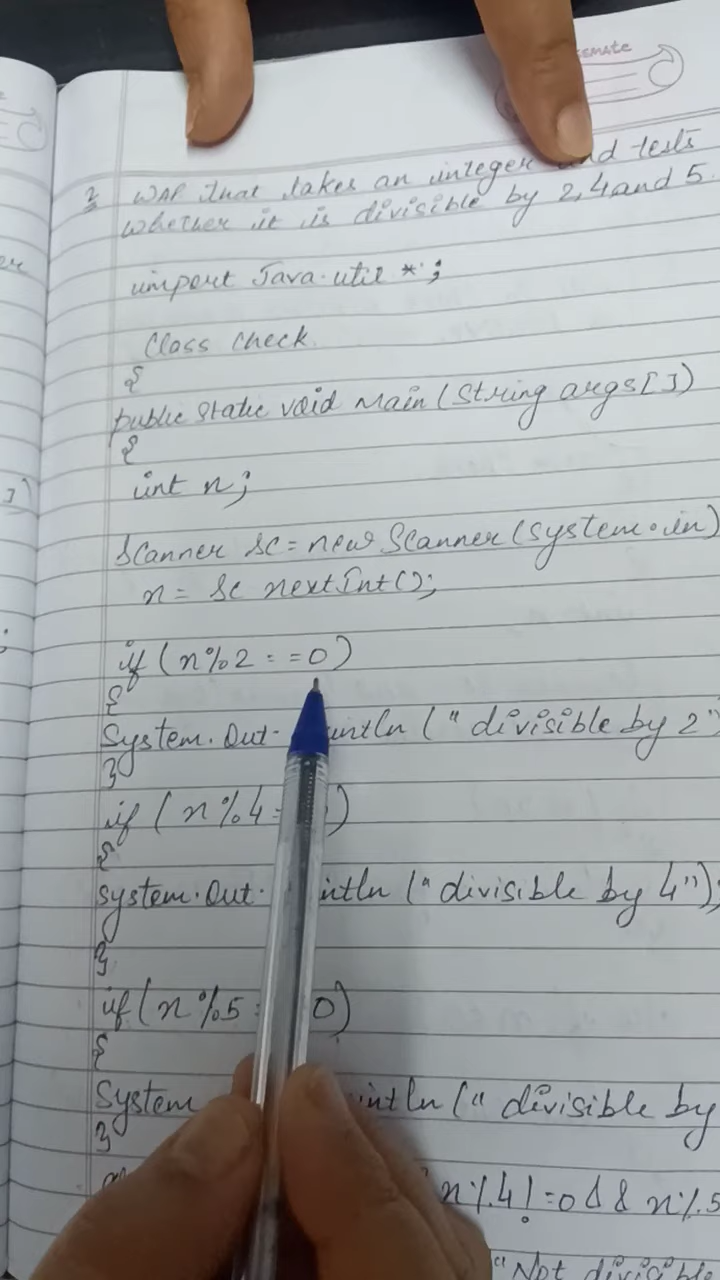 ssmate
2 WAP that takes an integer and tests
whether it is divisible by 2,4 and 5.
import Java.util *;
Class Check
{
public static void main (String args[])
{
int n;
Scanner sc = new Scanner (System.in)
n = sc nextInt();
if (n%2 = =0)
{
System.Out. intln (" divisible by 2"
}
if (n%4 = )
{
System.Out. intln (" divisible by 4");
}
if (n%5 = 0)
{
System intln (" divisible by
}
n%4!=0 && n%5
"Not divisible